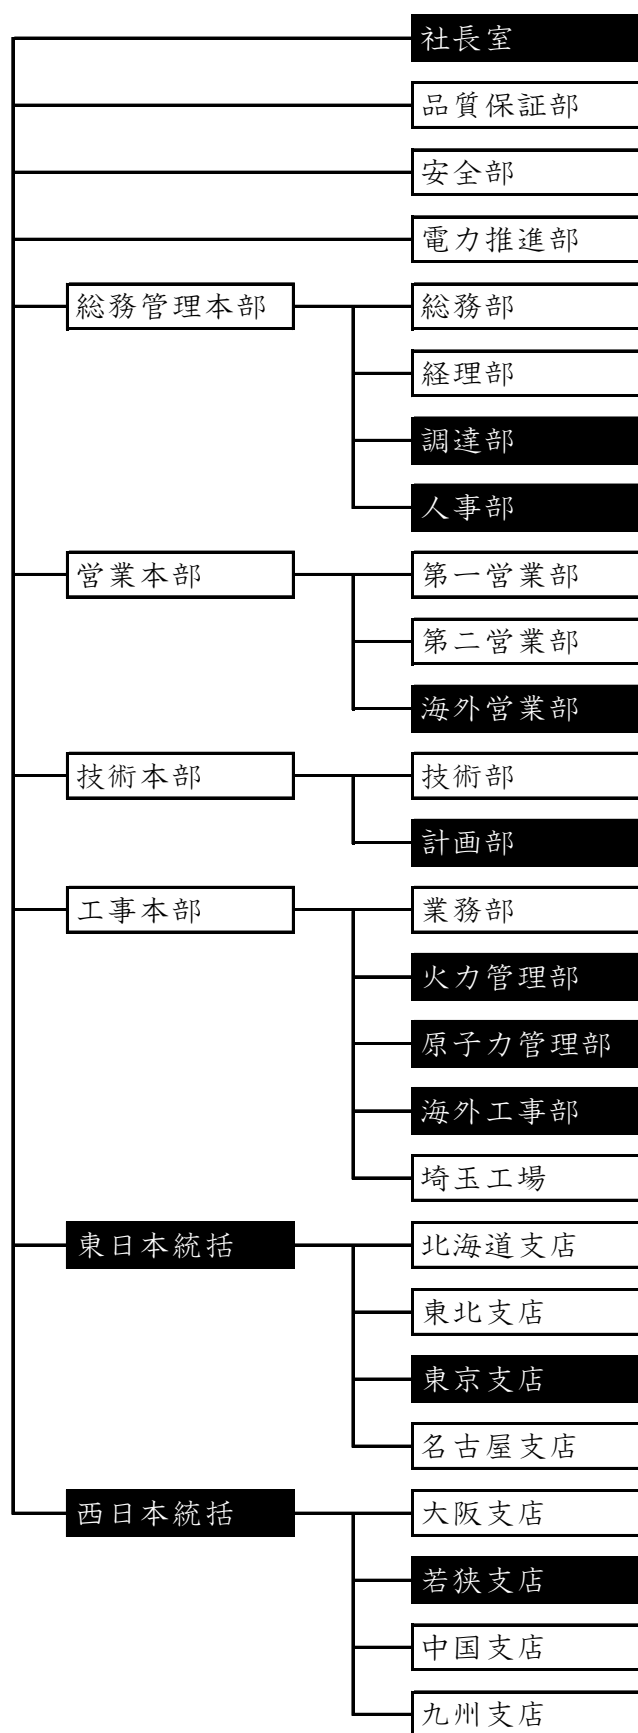 社長室
品質保証部
安全部
電力推進部
総務管理本部
総務部
経理部
調達部
人事部
営業本部
第一営業部
第二営業部
海外営業部
技術本部
技術部
計画部
工事本部
業務部
火力管理部
原子力管理部
海外工事部
埼玉工場
東日本統括
北海道支店
東北支店
東京支店
名古屋支店
西日本統括
大阪支店
若狭支店
中国支店
九州支店